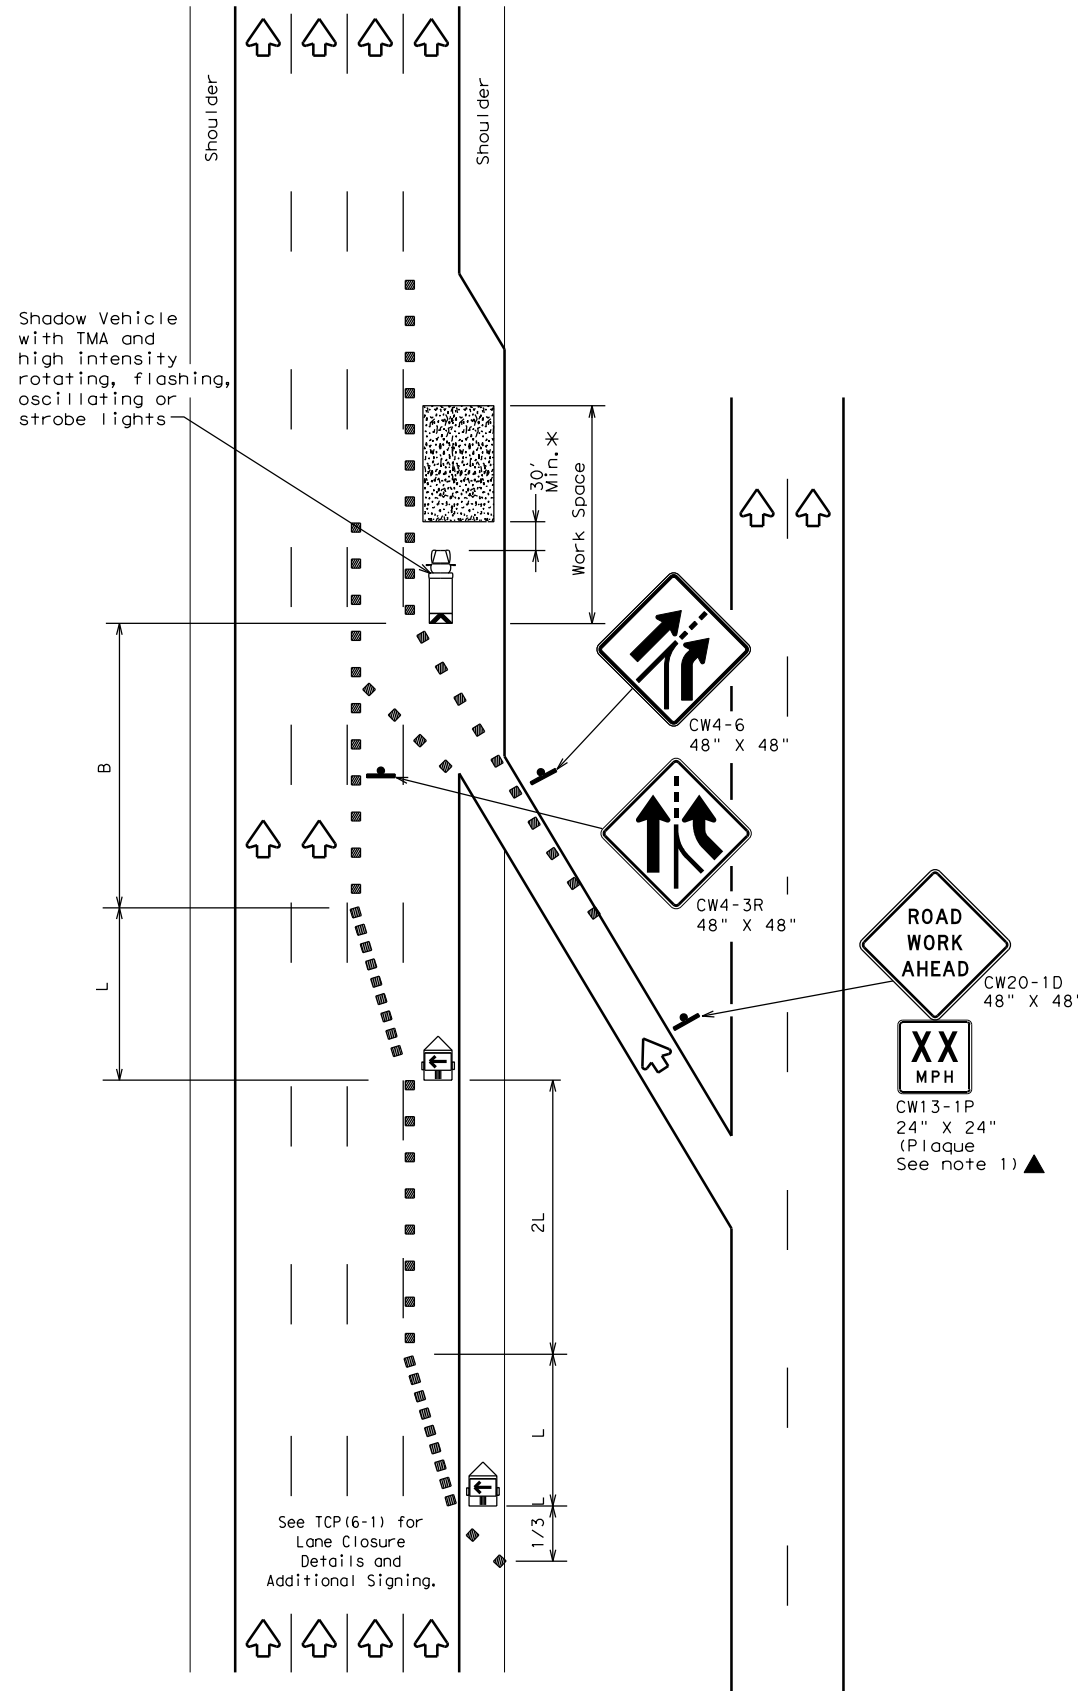 Shoulder
Shoulder
Shadow Vehicle
with TMA and
high intensity
rotating, flashing,
oscillating or
strobe lights
30'
Min.*
Work Space
CW4-6
48" X 48"
B
CW4-3R
48" X 48"
ROAD
WORK
AHEAD
CW20-1D
48" X 48"
L
XX
MPH
CW13-1P
24" X 24"
(Plaque
See note 1)
2L
L
1/3 L
See TCP(6-1) for
Lane Closure
Details and
Additional Signing.